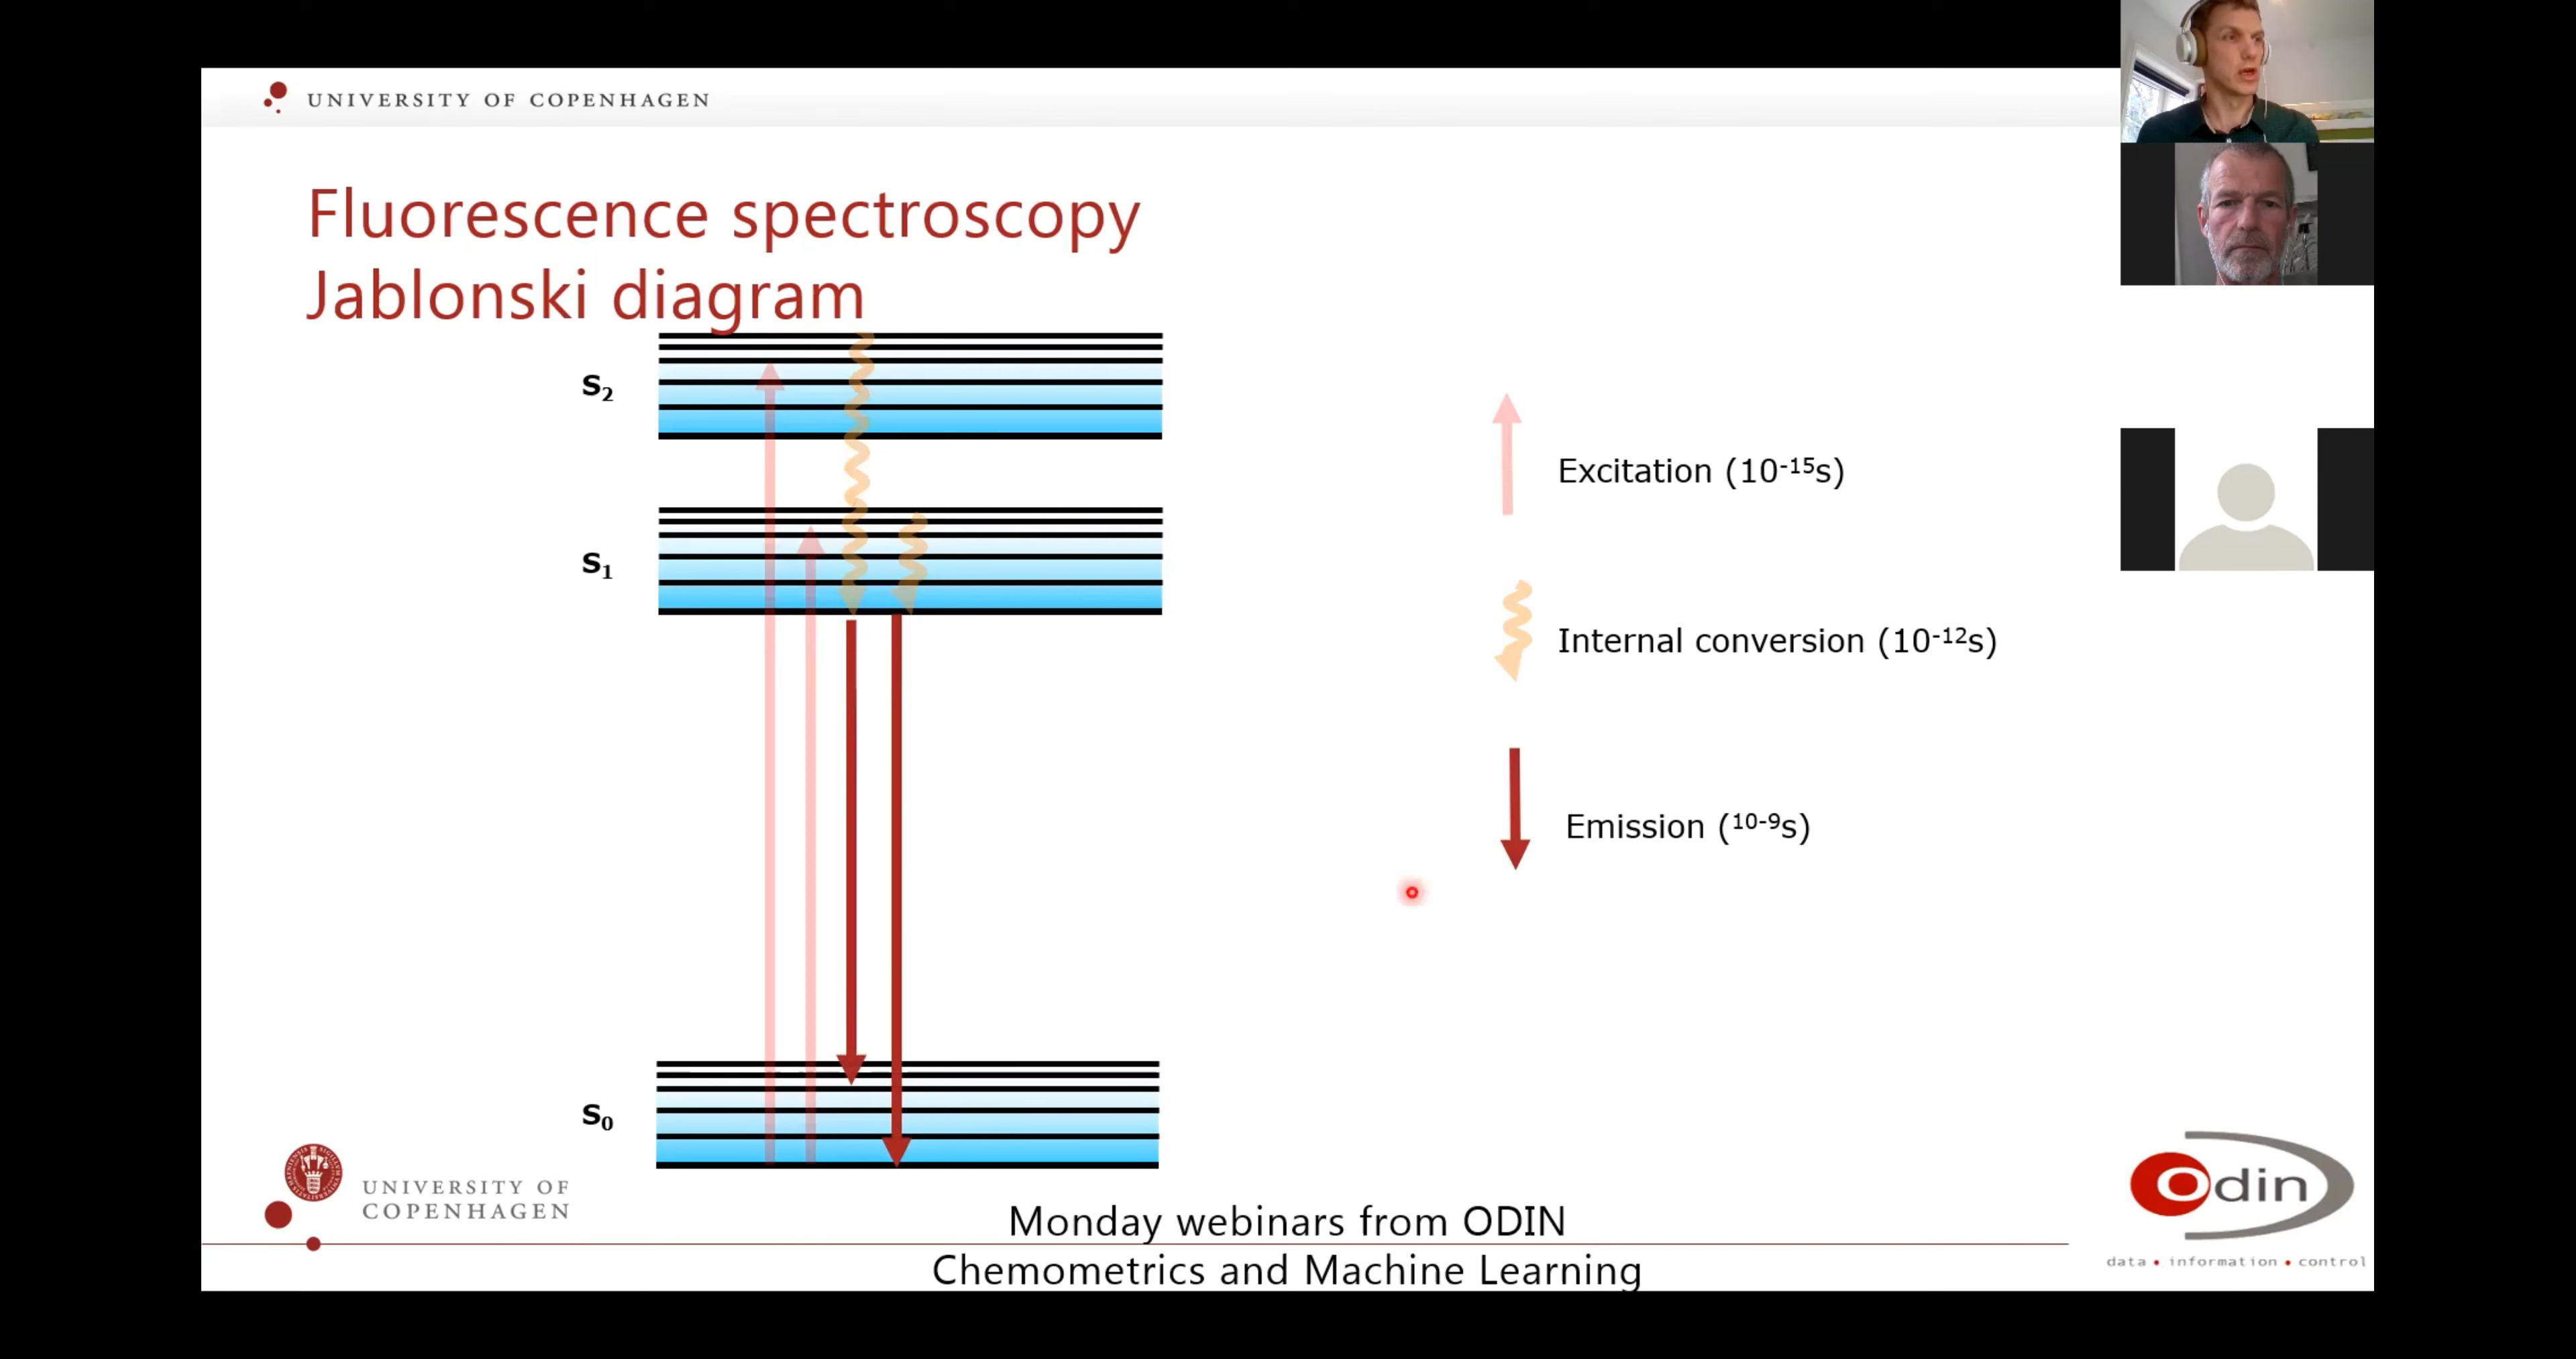 UNIVERSITY OF COPENHAGEN
Fluorescence spectroscopy
Jablonski diagram
S₂
S₁
S₀
Excitation (10⁻¹⁵s)
Internal conversion (10⁻¹²s)
Emission (¹⁰⁻⁹s)
UNIVERSITY OF
COPENHAGEN
Monday webinars from ODIN
Chemometrics and Machine Learning
Odin
data • information • control